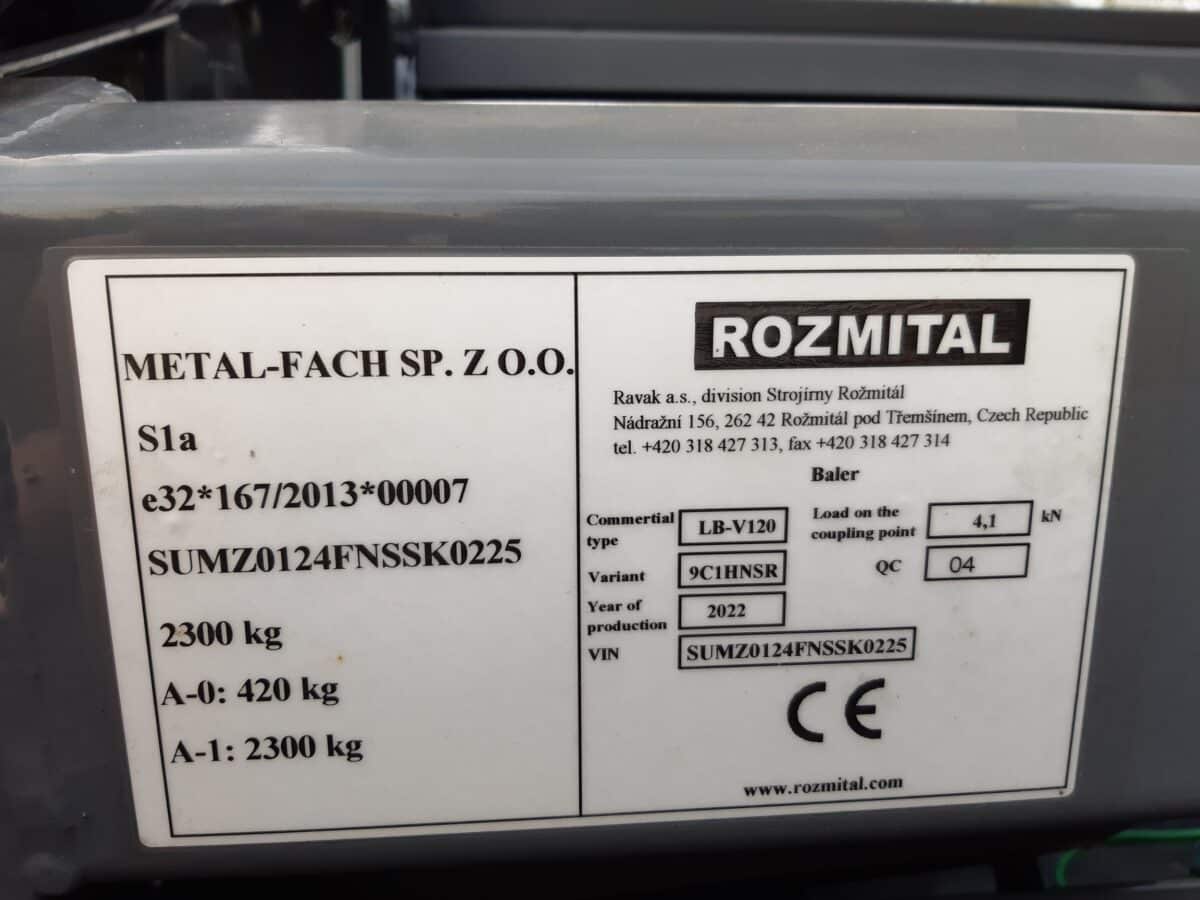 METAL-FACH SP. Z O.O.
S1a
e32*167/2013*00007
SUMZ0124FNSSK0225
2300 kg
A-0: 420 kg
A-1: 2300 kg
ROZMITAL
Ravak a.s., division Strojírny Rožmitál
Nádražní 156, 262 42 Rožmitál pod Třemšínem, Czech Republic
tel. +420 318 427 313, fax +420 318 427 314
Baler
Commertial type LB-V120
Load on the coupling point 4,1 kN
Variant 9C1HNSR
QC 04
Year of production 2022
VIN SUMZ0124FNSSK0225
CE
www.rozmital.com